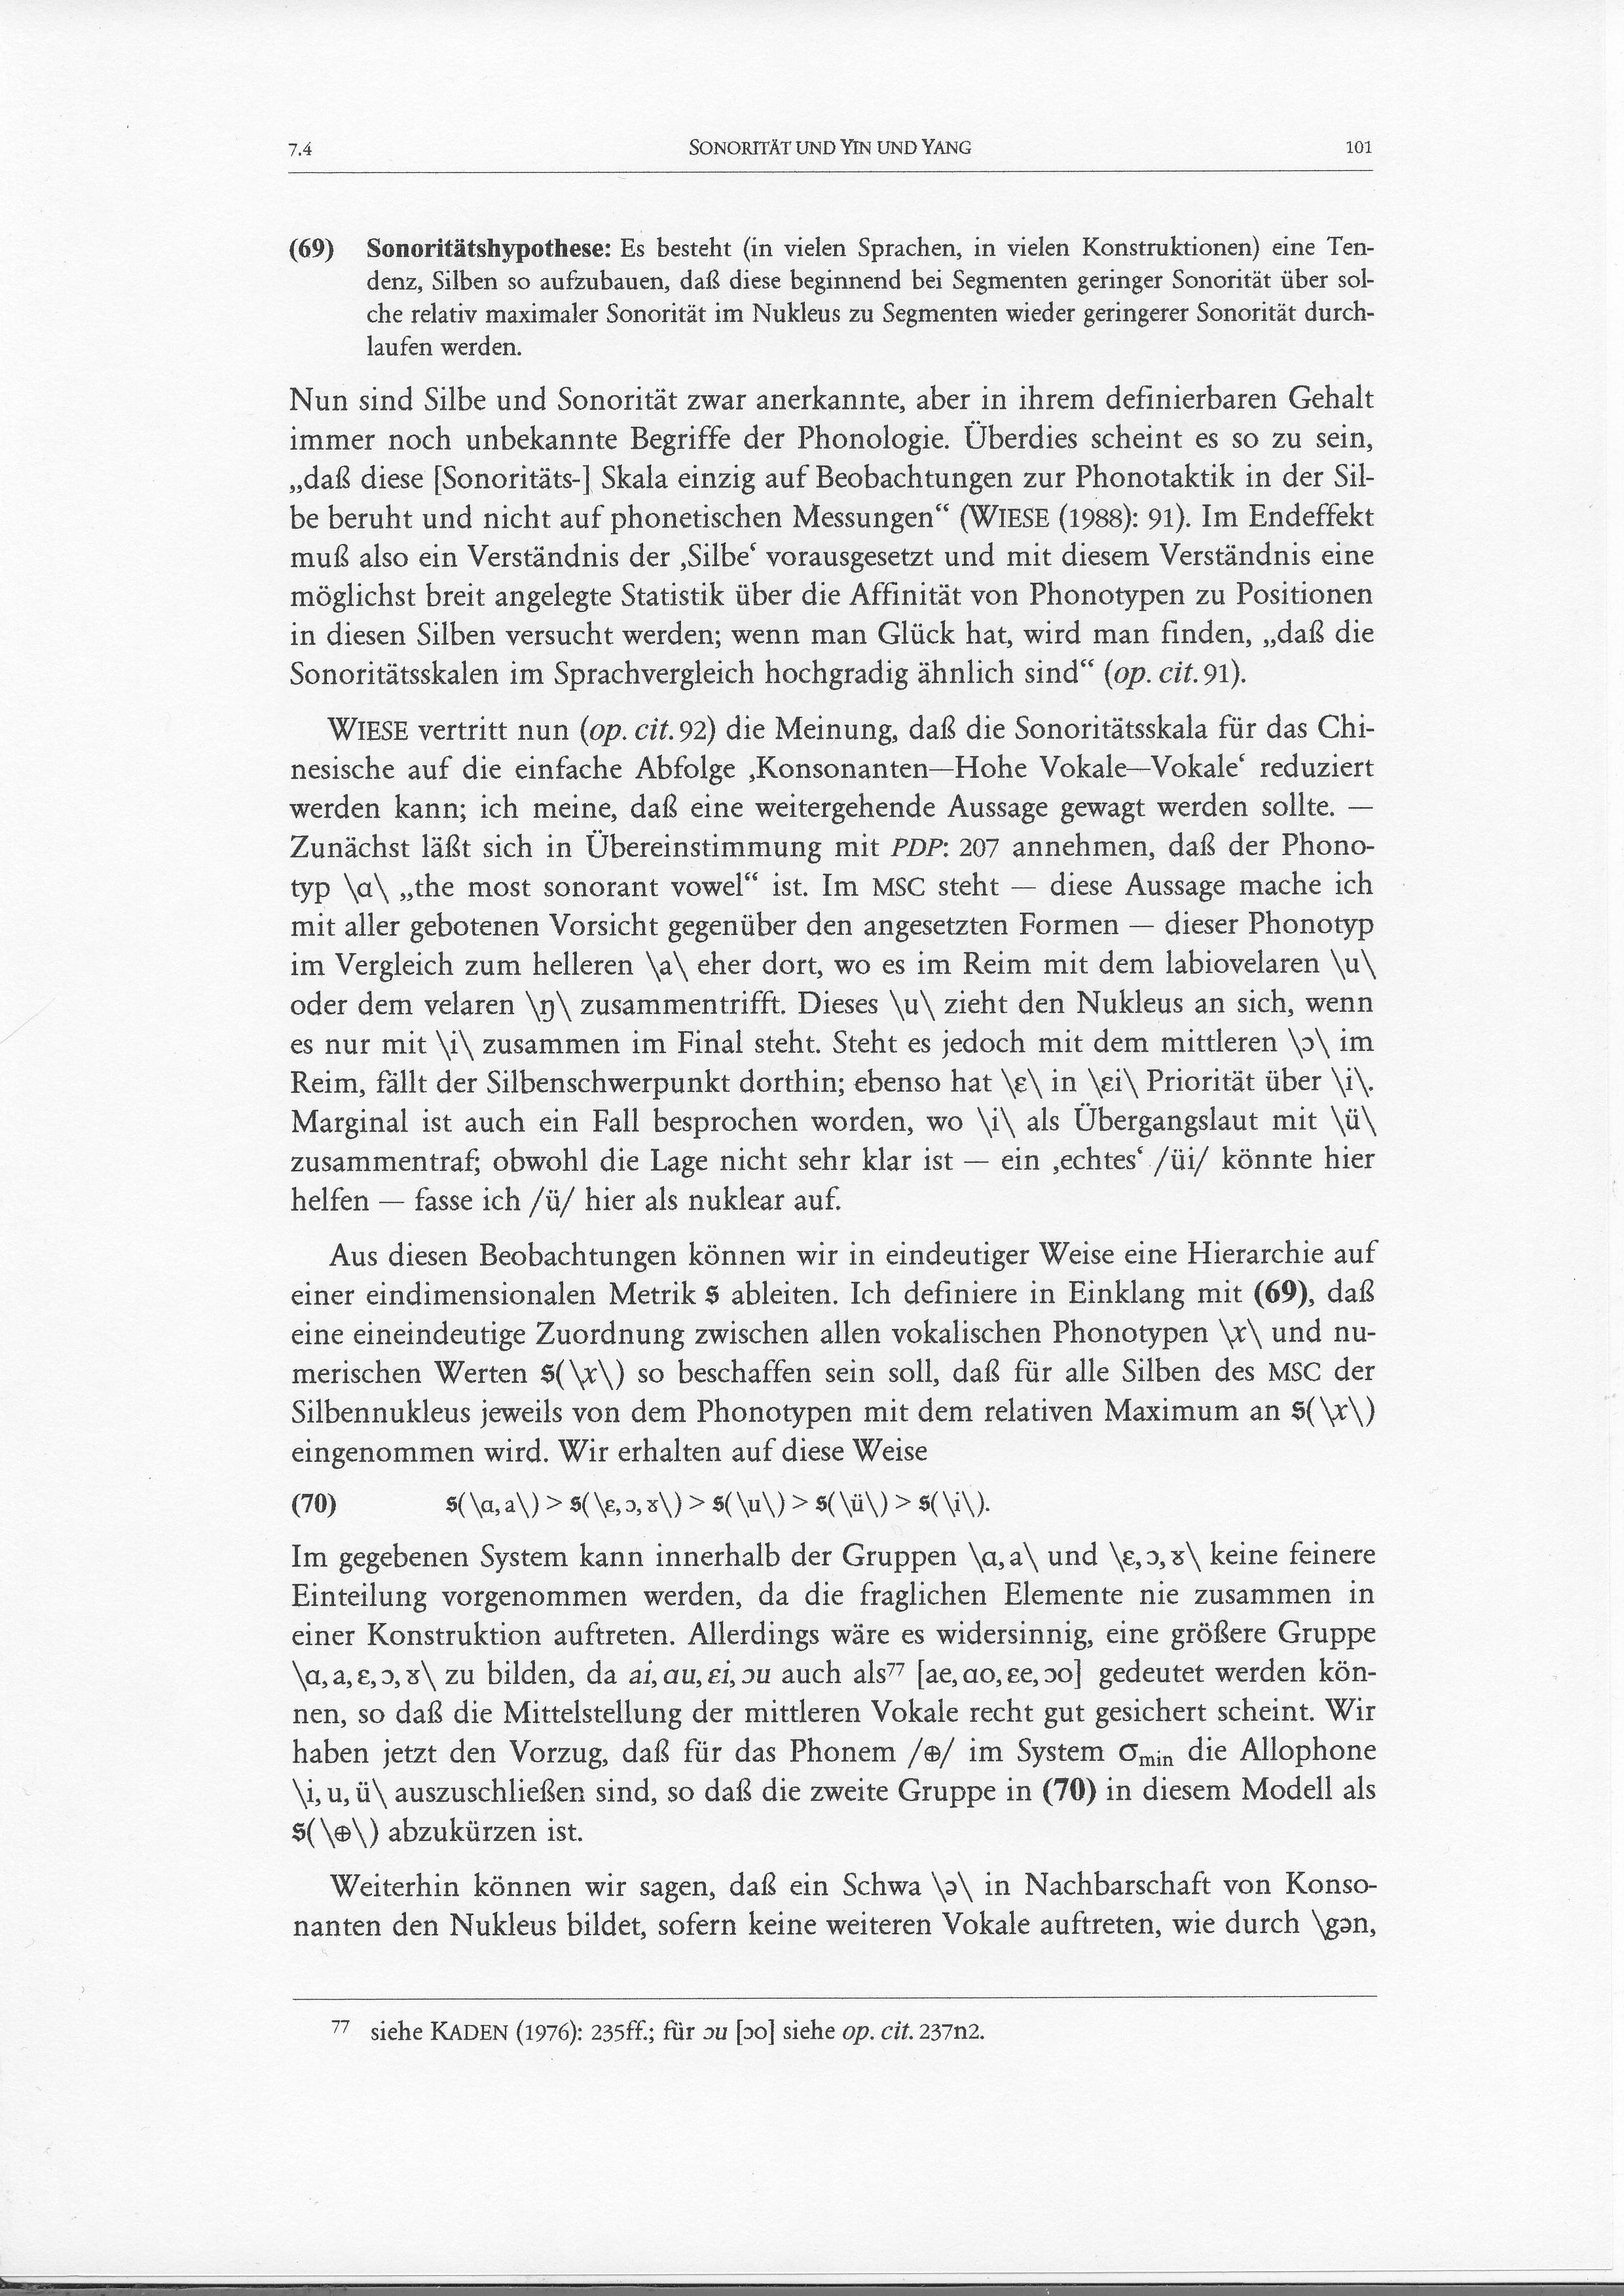 7.4 SONORITÄT UND YIN UND YANG 101
(69) Sonoritätshypothese: Es besteht (in vielen Sprachen, in vielen Konstruktionen) eine Ten-
denz, Silben so aufzubauen, daß diese beginnend bei Segmenten geringer Sonorität über sol-
che relativ maximaler Sonorität im Nukleus zu Segmenten wieder geringerer Sonorität durch-
laufen werden.
Nun sind Silbe und Sonorität zwar anerkannte, aber in ihrem definierbaren Gehalt
immer noch unbekannte Begriffe der Phonologie. Überdies scheint es so zu sein,
„daß diese [Sonoritäts-] Skala einzig auf Beobachtungen zur Phonotaktik in der Sil-
be beruht und nicht auf phonetischen Messungen“ (WIESE (1988): 91). Im Endeffekt
muß also ein Verständnis der ‚Silbe‘ vorausgesetzt und mit diesem Verständnis eine
möglichst breit angelegte Statistik über die Affinität von Phonotypen zu Positionen
in diesen Silben versucht werden; wenn man Glück hat, wird man finden, „daß die
Sonoritätsskalen im Sprachvergleich hochgradig ähnlich sind“ (op. cit. 91).
WIESE vertritt nun (op. cit. 92) die Meinung, daß die Sonoritätsskala für das Chi-
nesische auf die einfache Abfolge ‚Konsonanten—Hohe Vokale—Vokale‘ reduziert
werden kann; ich meine, daß eine weitergehende Aussage gewagt werden sollte. —
Zunächst läßt sich in Übereinstimmung mit PDP: 207 annehmen, daß der Phono-
typ \ɑ\ „the most sonorant vowel“ ist. Im MSC steht — diese Aussage mache ich
mit aller gebotenen Vorsicht gegenüber den angesetzten Formen — dieser Phonotyp
im Vergleich zum helleren \a\ eher dort, wo es im Reim mit dem labiovelaren \u\
oder dem velaren \ŋ\ zusammentrifft. Dieses \u\ zieht den Nukleus an sich, wenn
es nur mit \i\ zusammen im Final steht. Steht es jedoch mit dem mittleren \ɔ\ im
Reim, fällt der Silbenschwerpunkt dorthin; ebenso hat \ɛ\ in \ɛi\ Priorität über \i\.
Marginal ist auch ein Fall besprochen worden, wo \i\ als Übergangslaut mit \ü\
zusammentraf; obwohl die Lage nicht sehr klar ist — ein ‚echtes‘ /üi/ könnte hier
helfen — fasse ich /ü/ hier als nuklear auf.
Aus diesen Beobachtungen können wir in eindeutiger Weise eine Hierarchie auf
einer eindimensionalen Metrik 𝕊 ableiten. Ich definiere in Einklang mit (69), daß
eine eineindeutige Zuordnung zwischen allen vokalischen Phonotypen \x\ und nu-
merischen Werten 𝕊(\x\) so beschaffen sein soll, daß für alle Silben des MSC der
Silbennukleus jeweils von dem Phonotypen mit dem relativen Maximum an 𝕊(\x\)
eingenommen wird. Wir erhalten auf diese Weise
(70) 𝕊(\ɑ, a\) > 𝕊(\ɛ, ɔ, ɤ\) > 𝕊(\u\) > 𝕊(\ü\) > 𝕊(\i\).
Im gegebenen System kann innerhalb der Gruppen \ɑ, a\ und \ɛ, ɔ, ɤ\ keine feinere
Einteilung vorgenommen werden, da die fraglichen Elemente nie zusammen in
einer Konstruktion auftreten. Allerdings wäre es widersinnig, eine größere Gruppe
\ɑ, a, ɛ, ɔ, ɤ\ zu bilden, da ai, ɑu, ɛi, ɔu auch als⁷⁷ [ae, ɑo, ɛe, ɔo] gedeutet werden kön-
nen, so daß die Mittelstellung der mittleren Vokale recht gut gesichert scheint. Wir
haben jetzt den Vorzug, daß für das Phonem /⊕/ im System σmin die Allophone
\i, u, ü\ auszuschließen sind, so daß die zweite Gruppe in (70) in diesem Modell als
𝕊(\⊕\) abzukürzen ist.
Weiterhin können wir sagen, daß ein Schwa \ə\ in Nachbarschaft von Konso-
nanten den Nukleus bildet, sofern keine weiteren Vokale auftreten, wie durch \gən,
⁷⁷ siehe KADEN (1976): 235ff.; für ɔu [ɔo] siehe op. cit. 237n2.